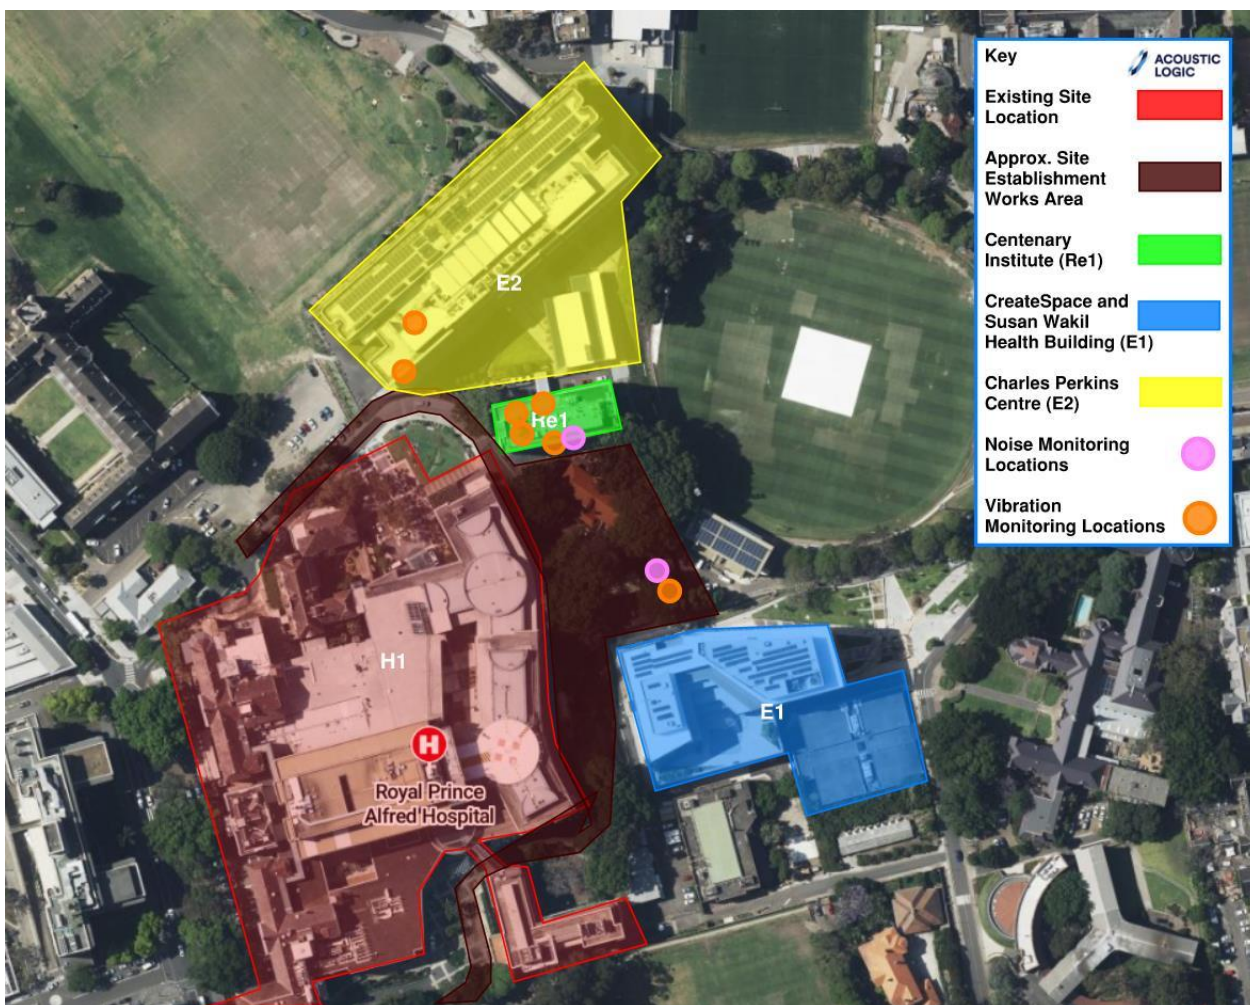 Key
ACOUSTIC
LOGIC
Existing Site
Location
Approx. Site
Establishment
Works Area
Centenary
Institute (Re1)
CreateSpace and
Susan Wakil
Health Building (E1)
Charles Perkins
Centre (E2)
Noise Monitoring
Locations
Vibration
Monitoring Locations
E2
Re1
H1
E1
H
Royal Prince
Alfred Hospital